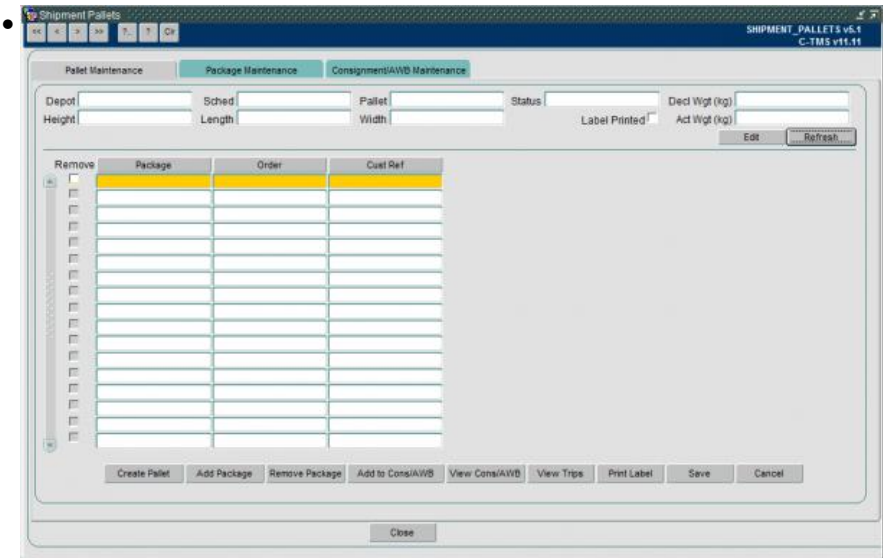 Shipment Pallets
<< < > >> ?.. ? Clr SHIPMENT_PALLETS v5.1
C-TMS v11.11
Pallet Maintenance Package Maintenance Consignment/AWB Maintenance
Depot Sched Pallet Status Decl Wgt (kg)
Height Length Width Label Printed Act Wgt (kg)
Edit Refresh
Remove Package Order Cust Ref
Create Pallet Add Package Remove Package Add to Cons/AWB View Cons/AWB View Trips Print Label Save Cancel
Close